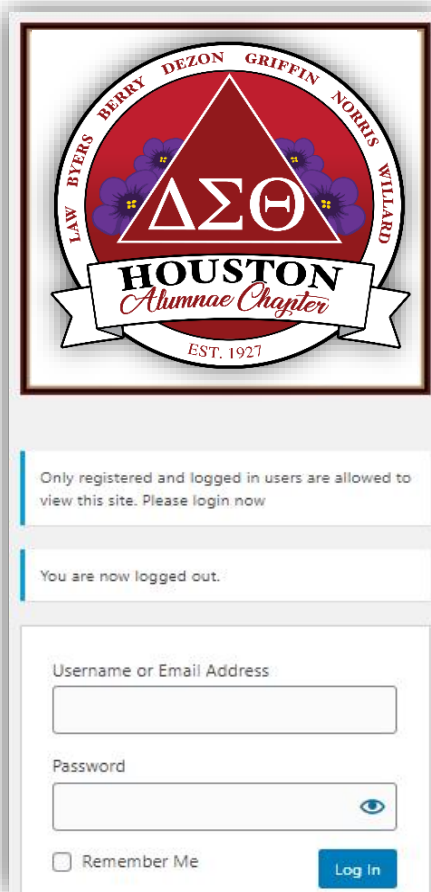 LAW BYERS BERRY DEZON GRIFFIN NORRIS WILLARD
ΔΣΘ
HOUSTON
Alumnae Chapter
EST. 1927
Only registered and logged in users are allowed to
view this site. Please login now
You are now logged out.
Username or Email Address
Password
Remember Me
Log In